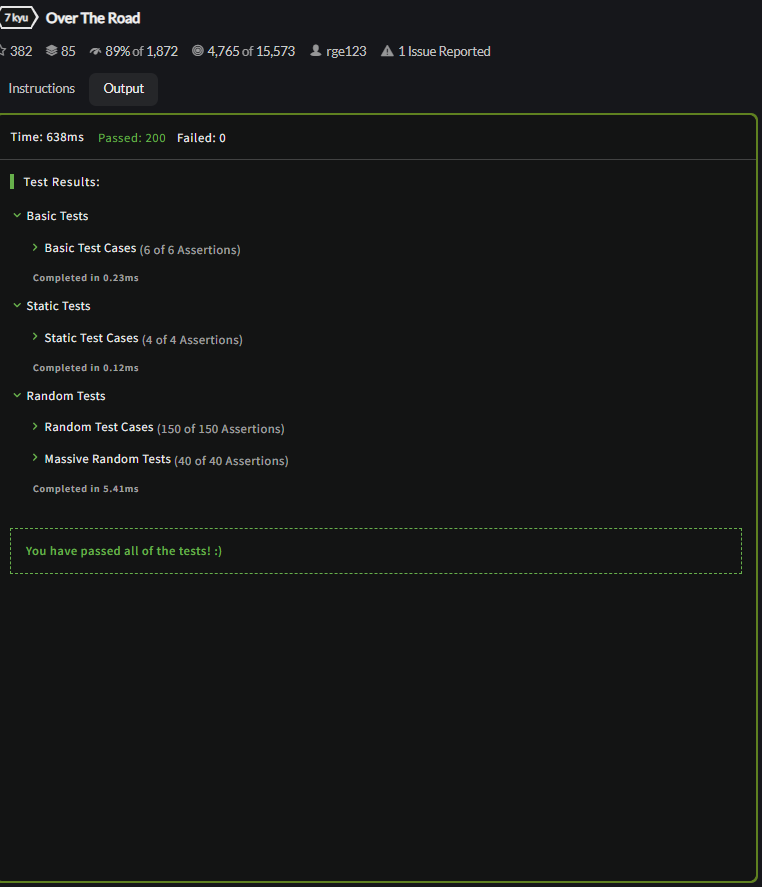 7 kyu Over The Road
382 85 89% of 1,872 4,765 of 15,573 rge123 1 Issue Reported
Instructions Output
Time: 638ms Passed: 200 Failed: 0
Test Results:
Basic Tests
Basic Test Cases (6 of 6 Assertions)
Completed in 0.23ms
Static Tests
Static Test Cases (4 of 4 Assertions)
Completed in 0.12ms
Random Tests
Random Test Cases (150 of 150 Assertions)
Massive Random Tests (40 of 40 Assertions)
Completed in 5.41ms
You have passed all of the tests! :)